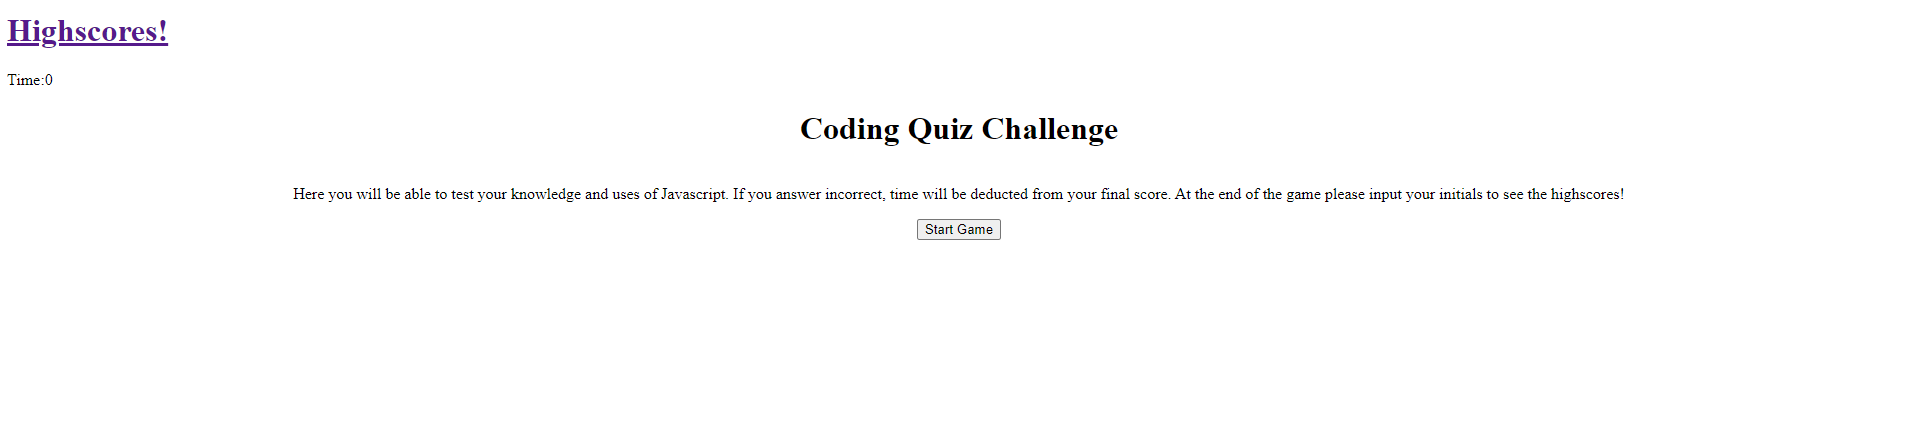 Highscores!
Time:0
Coding Quiz Challenge
Here you will be able to test your knowledge and uses of Javascript. If you answer incorrect, time will be deducted from your final score. At the end of the game please input your initials to see the highscores!
Start Game